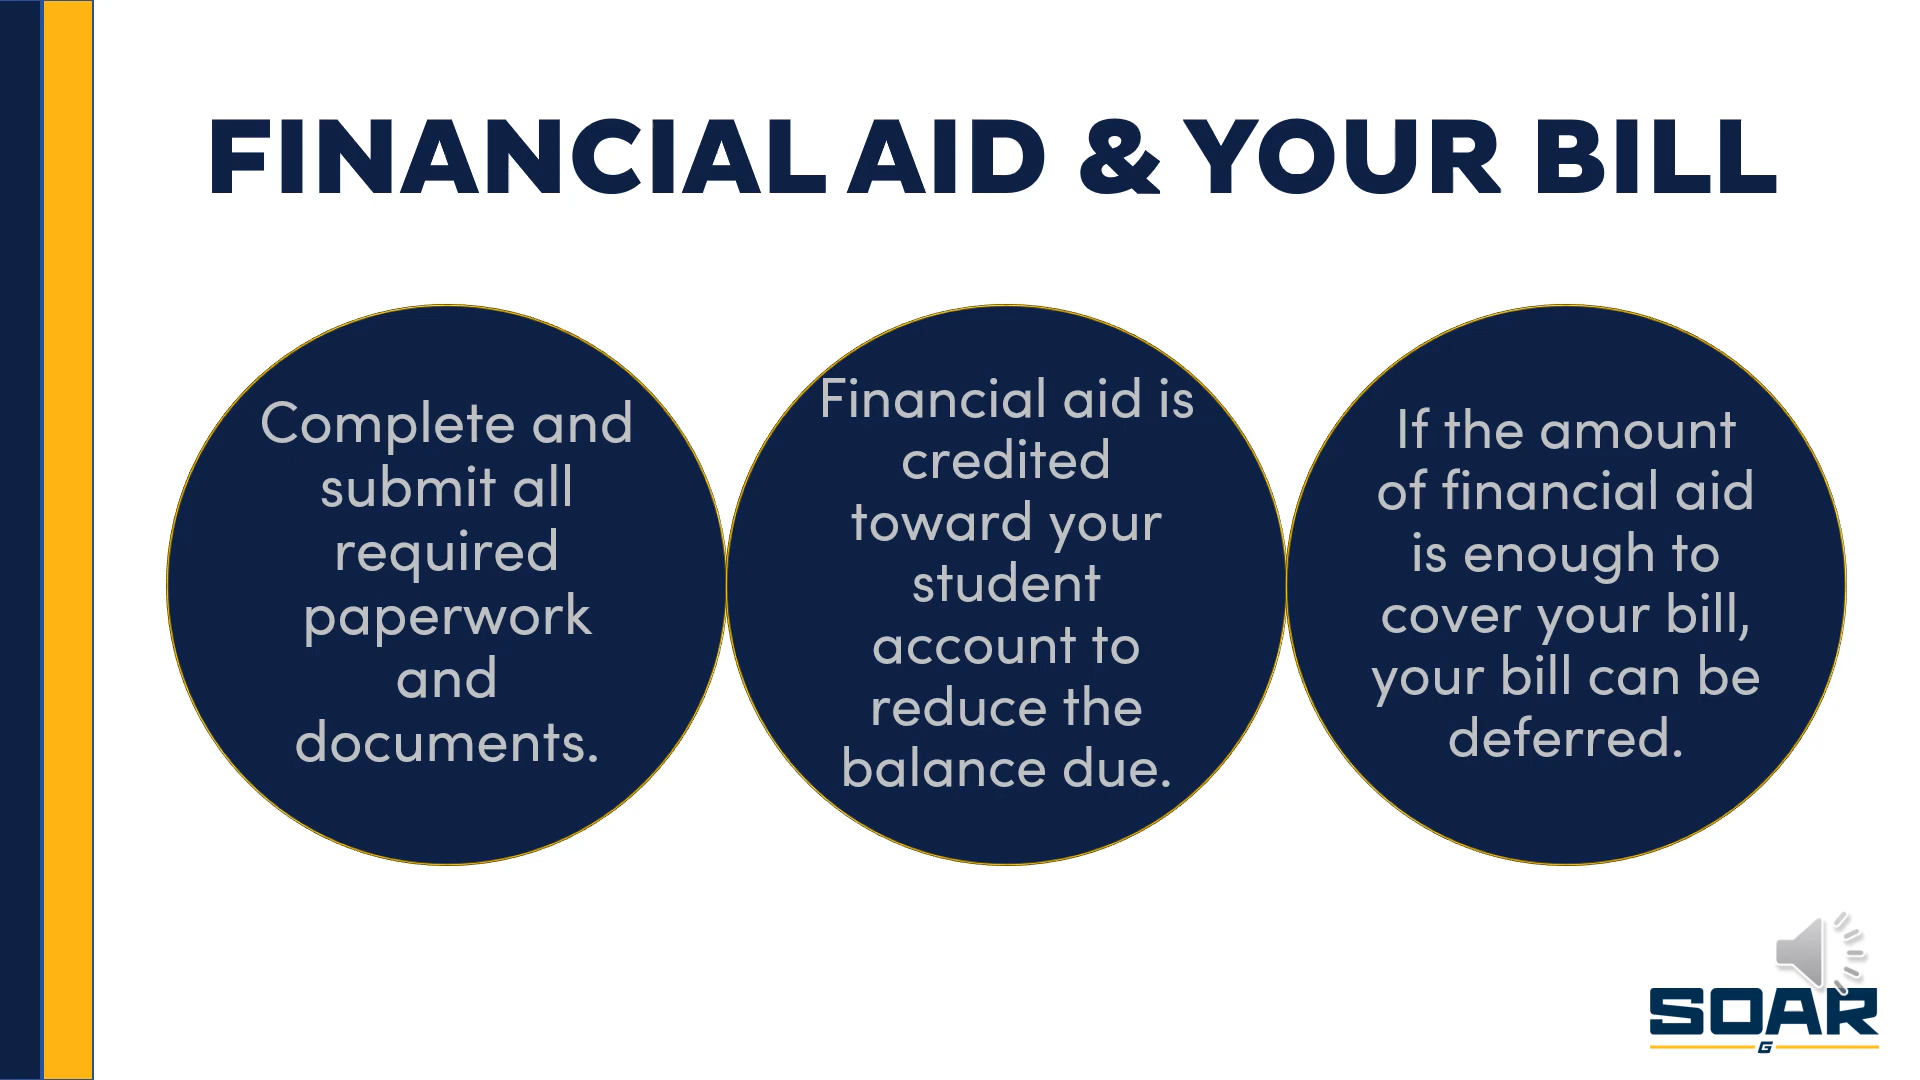 FINANCIAL AID & YOUR BILL
Complete and
submit all
required
paperwork
and
documents.
Financial aid is
credited
toward your
student
account to
reduce the
balance due.
If the amount
of financial aid
is enough to
cover your bill,
your bill can be
deferred.
SOAR
G